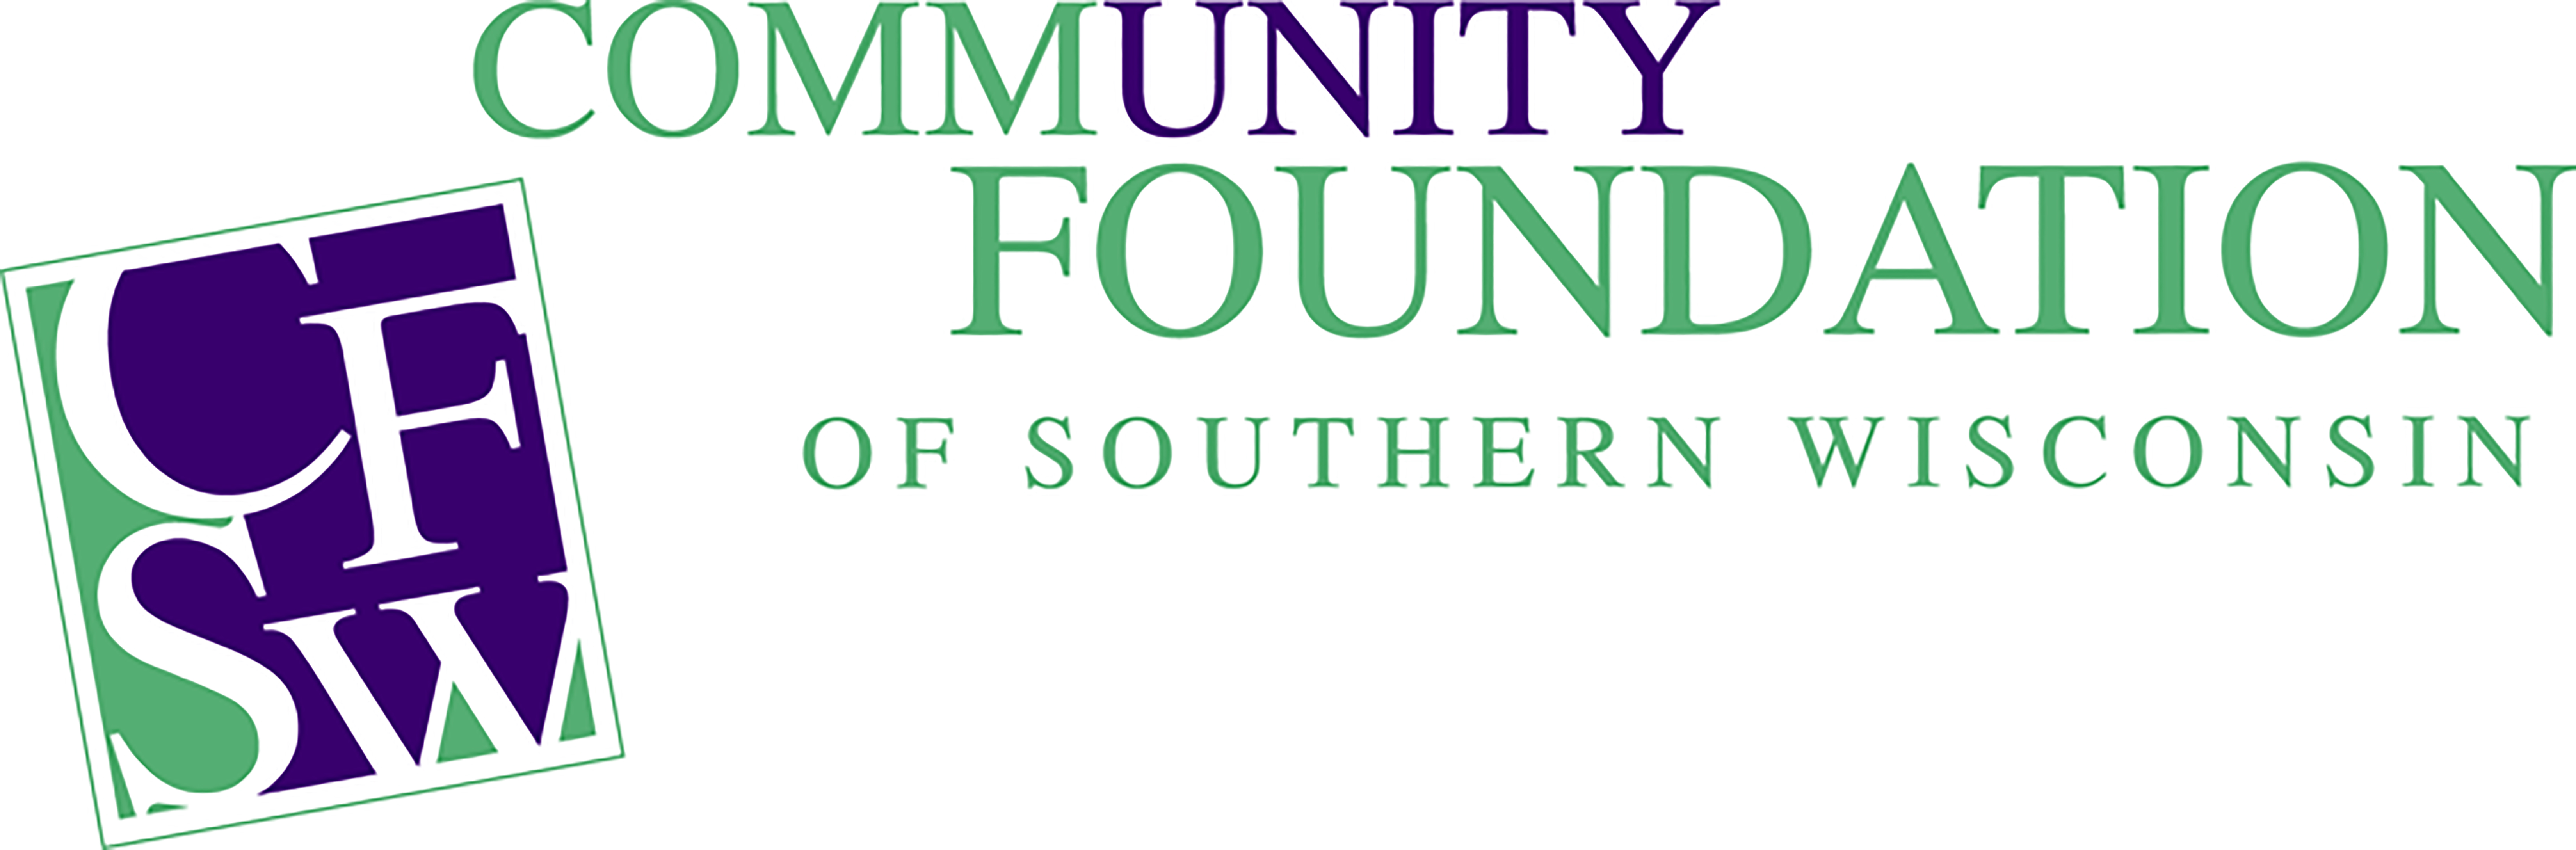 COMMUNITY
FOUNDATION
OF SOUTHERN WISCONSIN
CF
SW